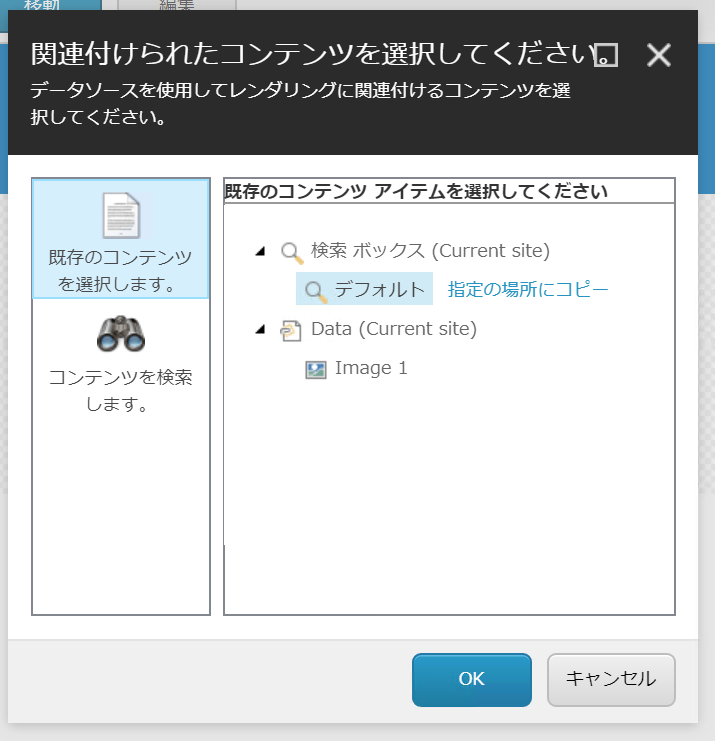 移動
編集
関連付けられたコンテンツを選択してください。
データソースを使用してレンダリングに関連付けるコンテンツを選
択してください。
既存のコンテンツ
を選択します。
コンテンツを検索
します。
既存のコンテンツ アイテムを選択してください
検索 ボックス (Current site)
デフォルト 指定の場所にコピー
Data (Current site)
Image 1
OK
キャンセル